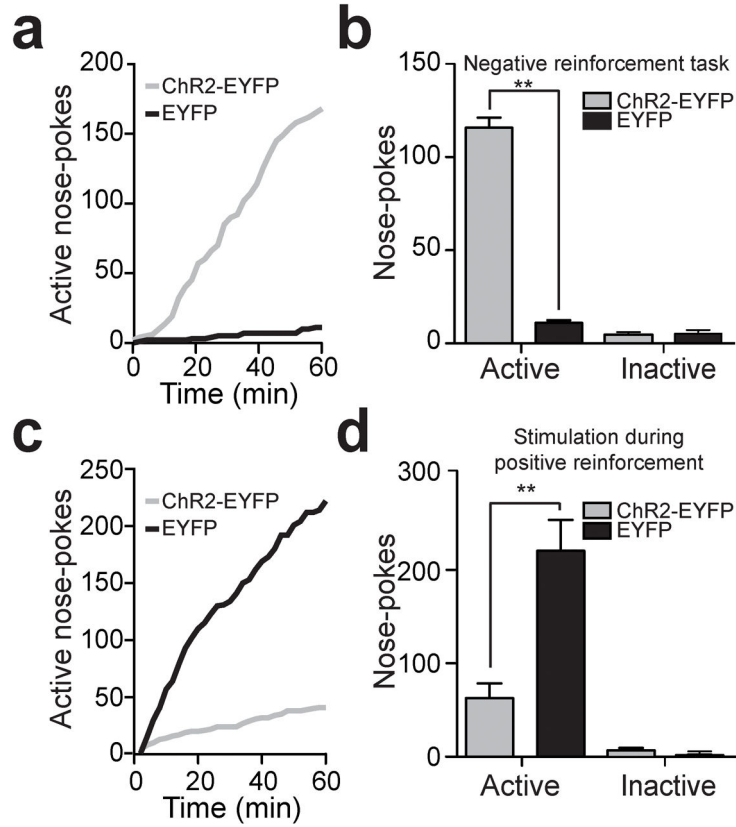 a
200
150
100
50
0
Active nose-pokes
ChR2-EYFP
EYFP
0 20 40 60
Time (min)
b
Negative reinforcement task
150
100
50
0
Nose-pokes
**
ChR2-EYFP
EYFP
Active Inactive
c
250
200
150
100
50
0
Active nose-pokes
ChR2-EYFP
EYFP
0 20 40 60
Time (min)
d
Stimulation during
positive reinforcement
300
200
100
0
Nose-pokes
**
ChR2-EYFP
EYFP
Active Inactive